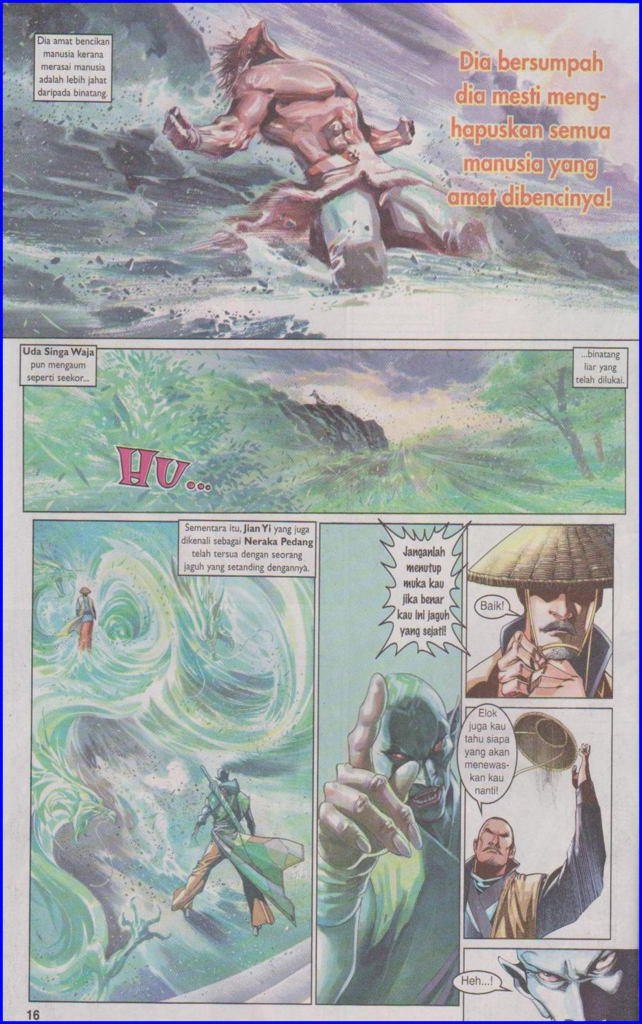 Dia amat bencikan
manusia kerana
merasai manusia
adalah lebih jahat
daripada binatang.
Dia bersumpah
dia mesti meng-
hapuskan semua
manusia yang
amat dibencinya!
Uda Singa Waja
pun mengaum
seperti seekor...
...binatang
liar yang
telah dilukai.
HU...
Sementara itu, Jian Yi yang juga
dikenali sebagai Neraka Pedang
telah tersua dengan seorang
jaguh yang setanding dengannya.
Janganlah
menutup
muka kau
jika benar
kau ini jaguh
yang sejati!
Baik!
Elok
juga kau
tahu siapa
yang akan
menewas-
kan kau
nanti!
Heh...!
16